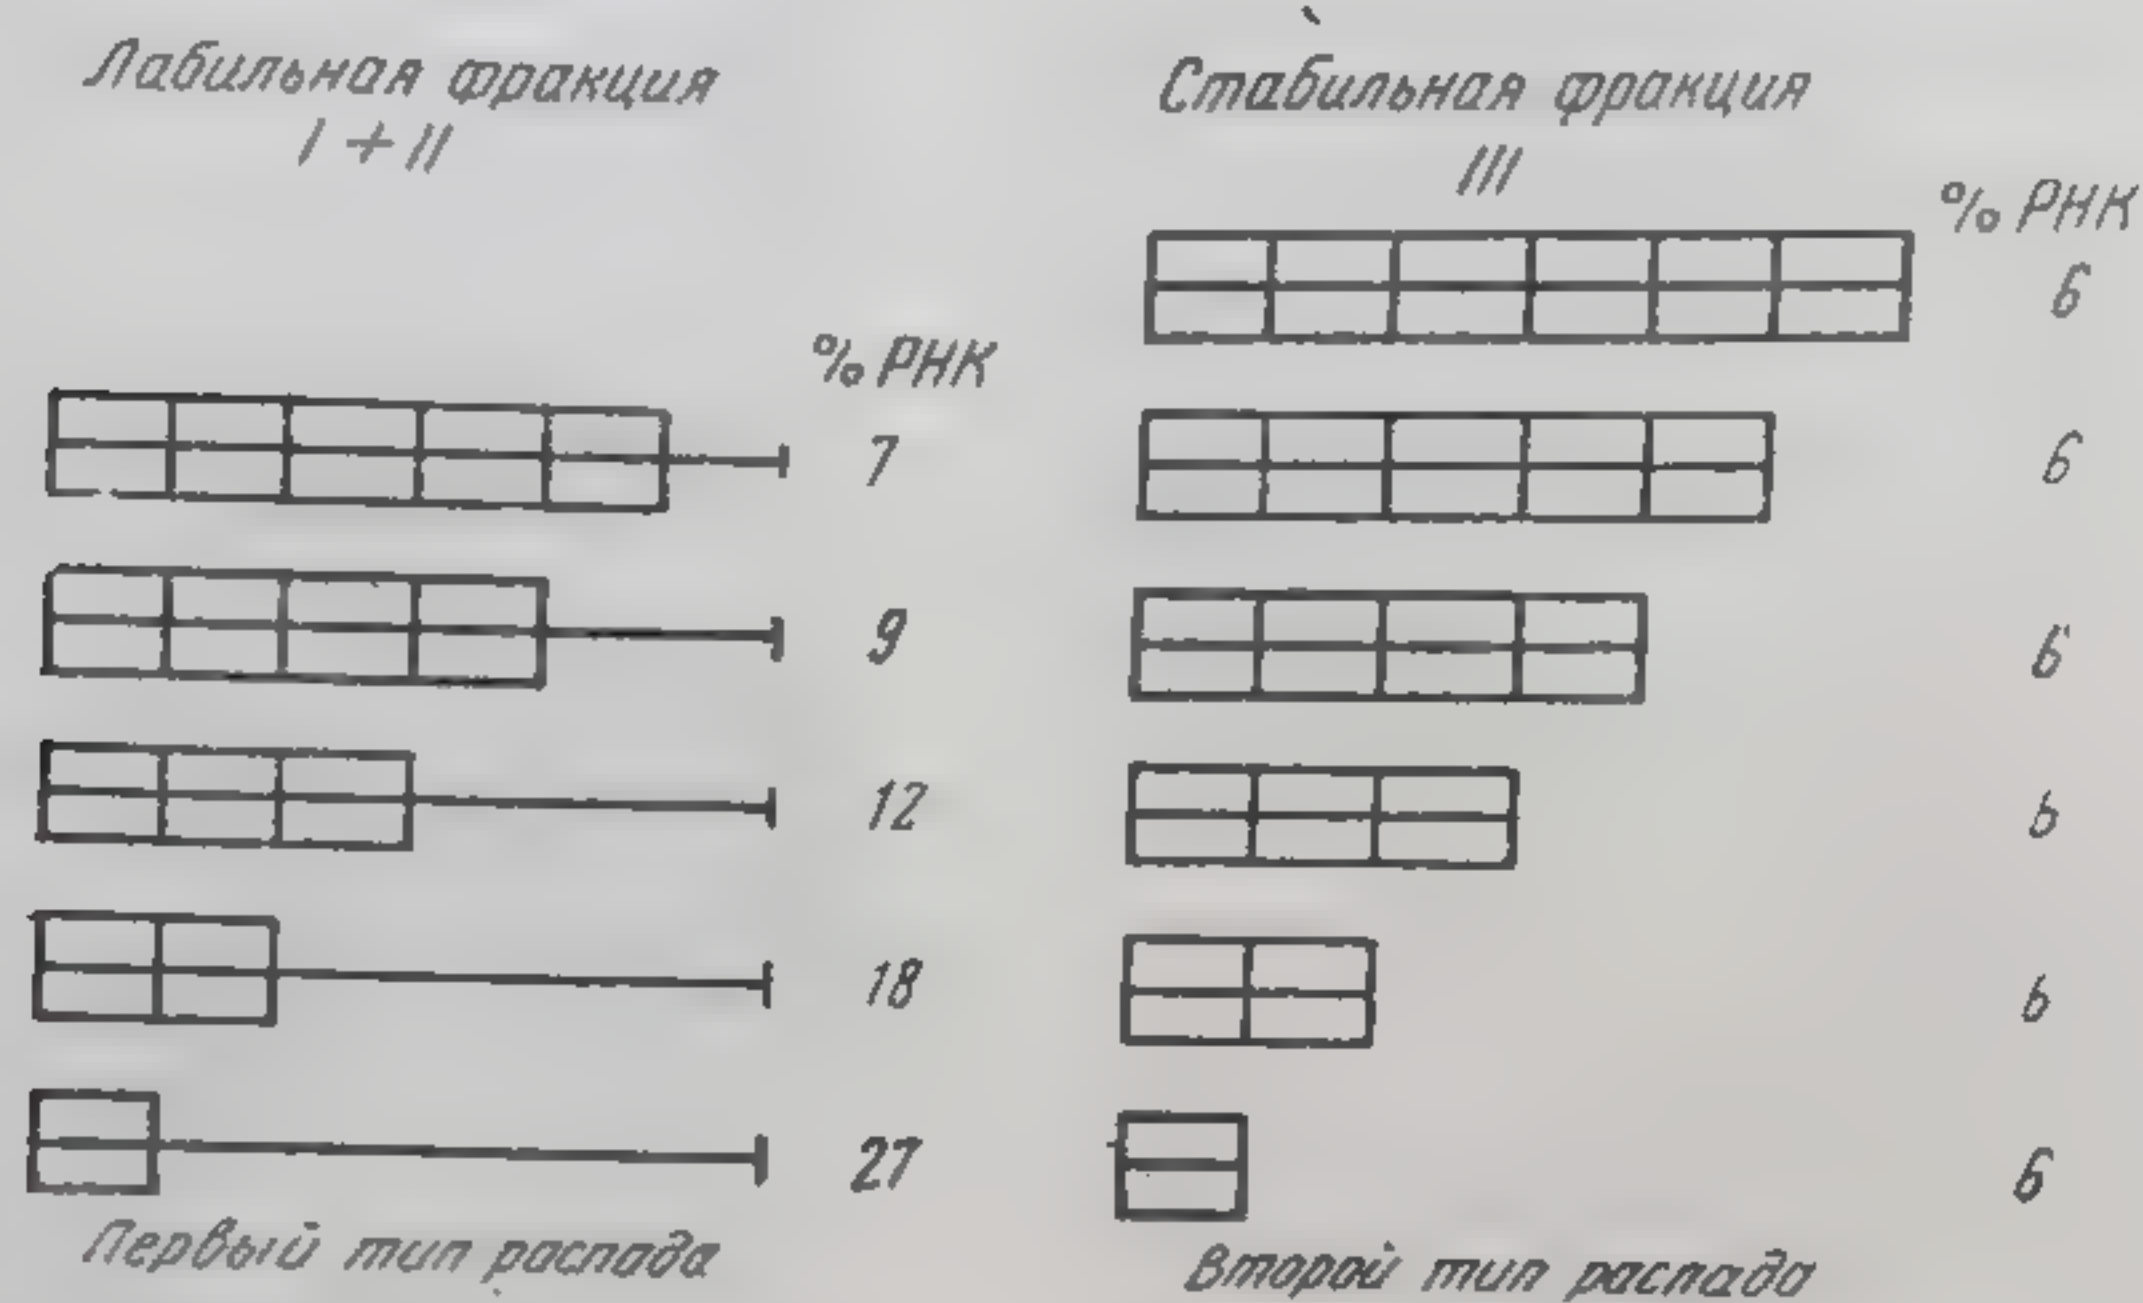 Лабильная фракция
I + II
% РНК
7
9
12
18
27
Первый тип распада
Стабильная фракция
III
% РНК
6
6
6
6
6
6
Второй тип распада